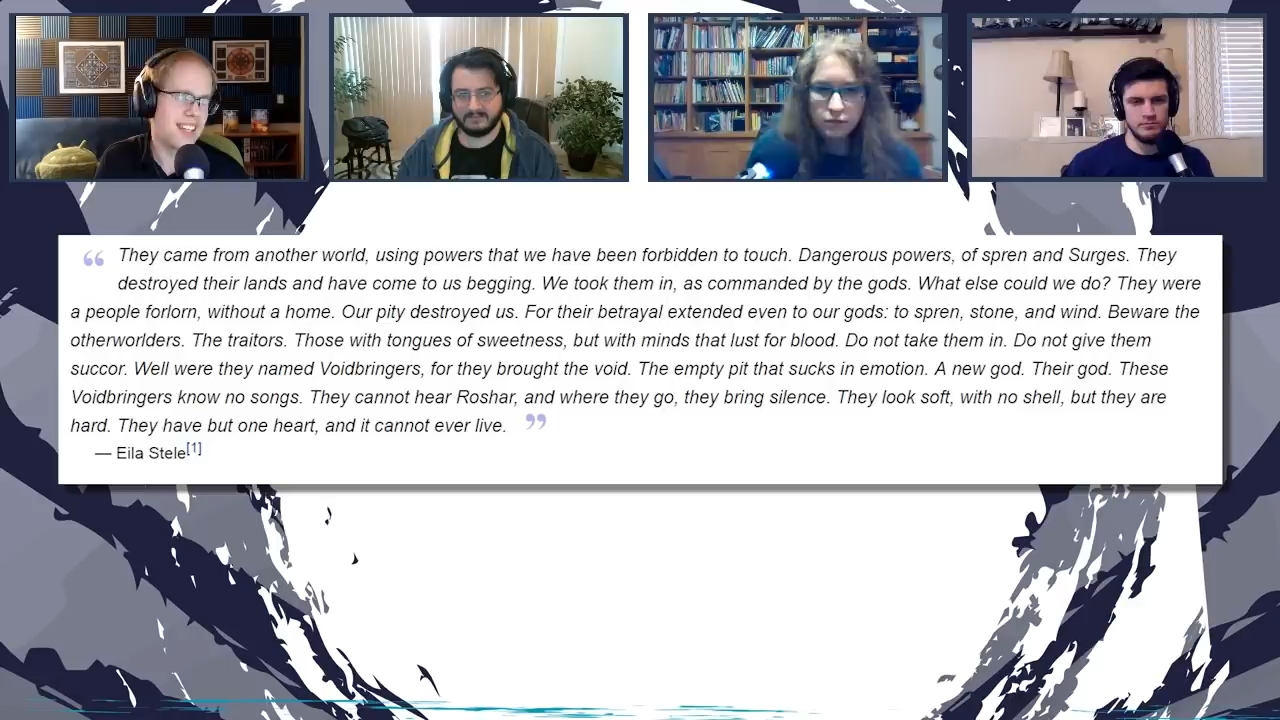 “ They came from another world, using powers that we have been forbidden to touch. Dangerous powers, of spren and Surges. They
destroyed their lands and have come to us begging. We took them in, as commanded by the gods. What else could we do? They were
a people forlorn, without a home. Our pity destroyed us. For their betrayal extended even to our gods: to spren, stone, and wind. Beware the
otherworlders. The traitors. Those with tongues of sweetness, but with minds that lust for blood. Do not take them in. Do not give them
succor. Well were they named Voidbringers, for they brought the void. The empty pit that sucks in emotion. A new god. Their god. These
Voidbringers know no songs. They cannot hear Roshar, and where they go, they bring silence. They look soft, with no shell, but they are
hard. They have but one heart, and it cannot ever live. ”
— Eila Stele[1]